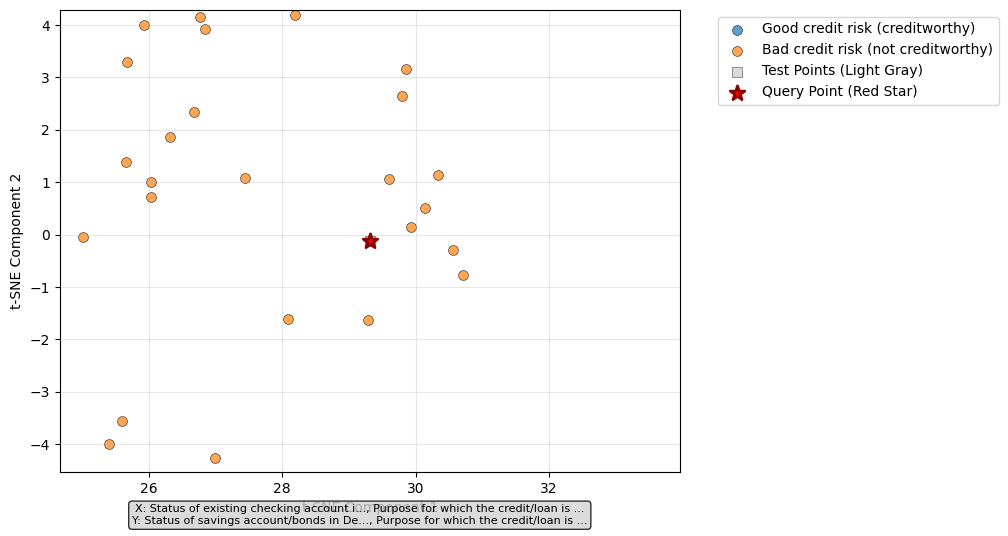 4
3
2
1
0
−1
−2
−3
−4
t-SNE Component 2
26
28
30
32
X: Status of existing checking account i..., Purpose for which the credit/loan is ...
Y: Status of savings account/bonds in De..., Purpose for which the credit/loan is ...
Good credit risk (creditworthy)
Bad credit risk (not creditworthy)
Test Points (Light Gray)
Query Point (Red Star)